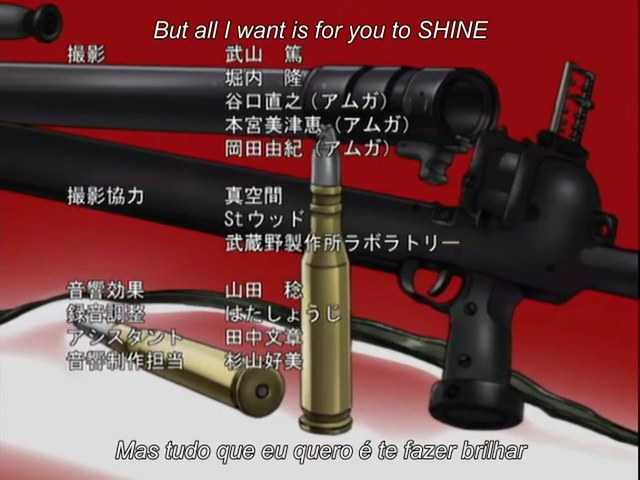 But all I want is for you to SHINE
撮影 武山 篤
堀内 隆
谷口直之（アムガ）
本宮美津恵（アムガ）
岡田由紀（アムガ）
撮影協力 真空間
Stウッド
武蔵野製作所ラボラトリー
音響効果 山田 稔
録音調整 はたしょうじ
アシスタント 田中文章
音響制作担当 杉山好美
Mas tudo que eu quero é te fazer brilhar